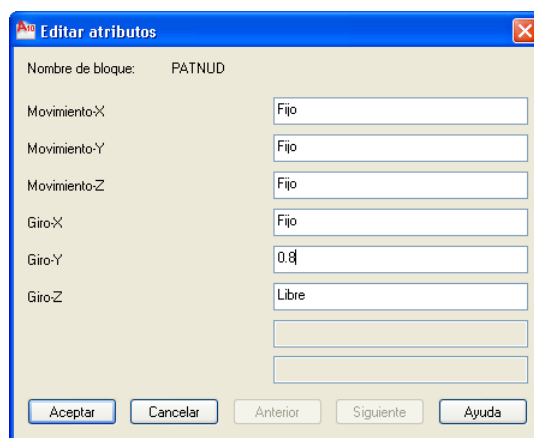 A10 Editar atributos
Nombre de bloque: PATNUD
Movimiento-X Fijo
Movimiento-Y Fijo
Movimiento-Z Fijo
Giro-X Fijo
Giro-Y 0.8
Giro-Z Libre
Aceptar Cancelar Anterior Siguiente Ayuda